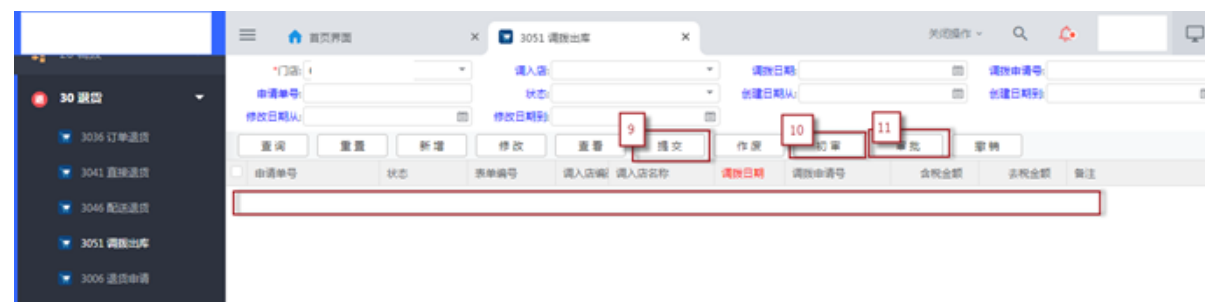 首页界面 × 3051 调拨出库 × 关闭操作
30 退货
3036 订单退货
3041 直接退货
3046 配送退货
3051 调拨出库
3006 退货申请
*门店: 调入店: 调拨日期: 调拨申请号:
申请单号: 状态: 创建日期从: 创建日期到:
修改日期从: 修改日期到:
9 10 11
查询 重置 新增 修改 查看 提交 作废 初审 审批 撤销
申请单号 状态 表单编号 调入店编 调入店名称 调拨日期 调拨申请号 含税金额 去税金额 备注